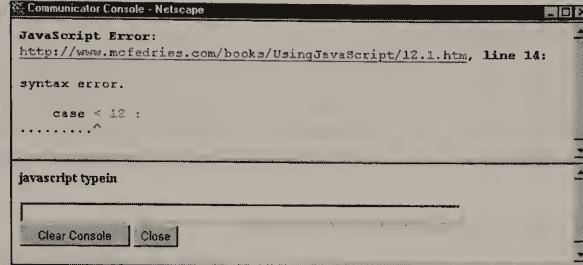 Communicator Console - Netscape
JavaScript Error:
http://www.mcfedries.com/books/UsingJavaScript/12.1.htm, line 14:
syntax error.
case < 12 :
.........^
javascript typein
Clear Console Close